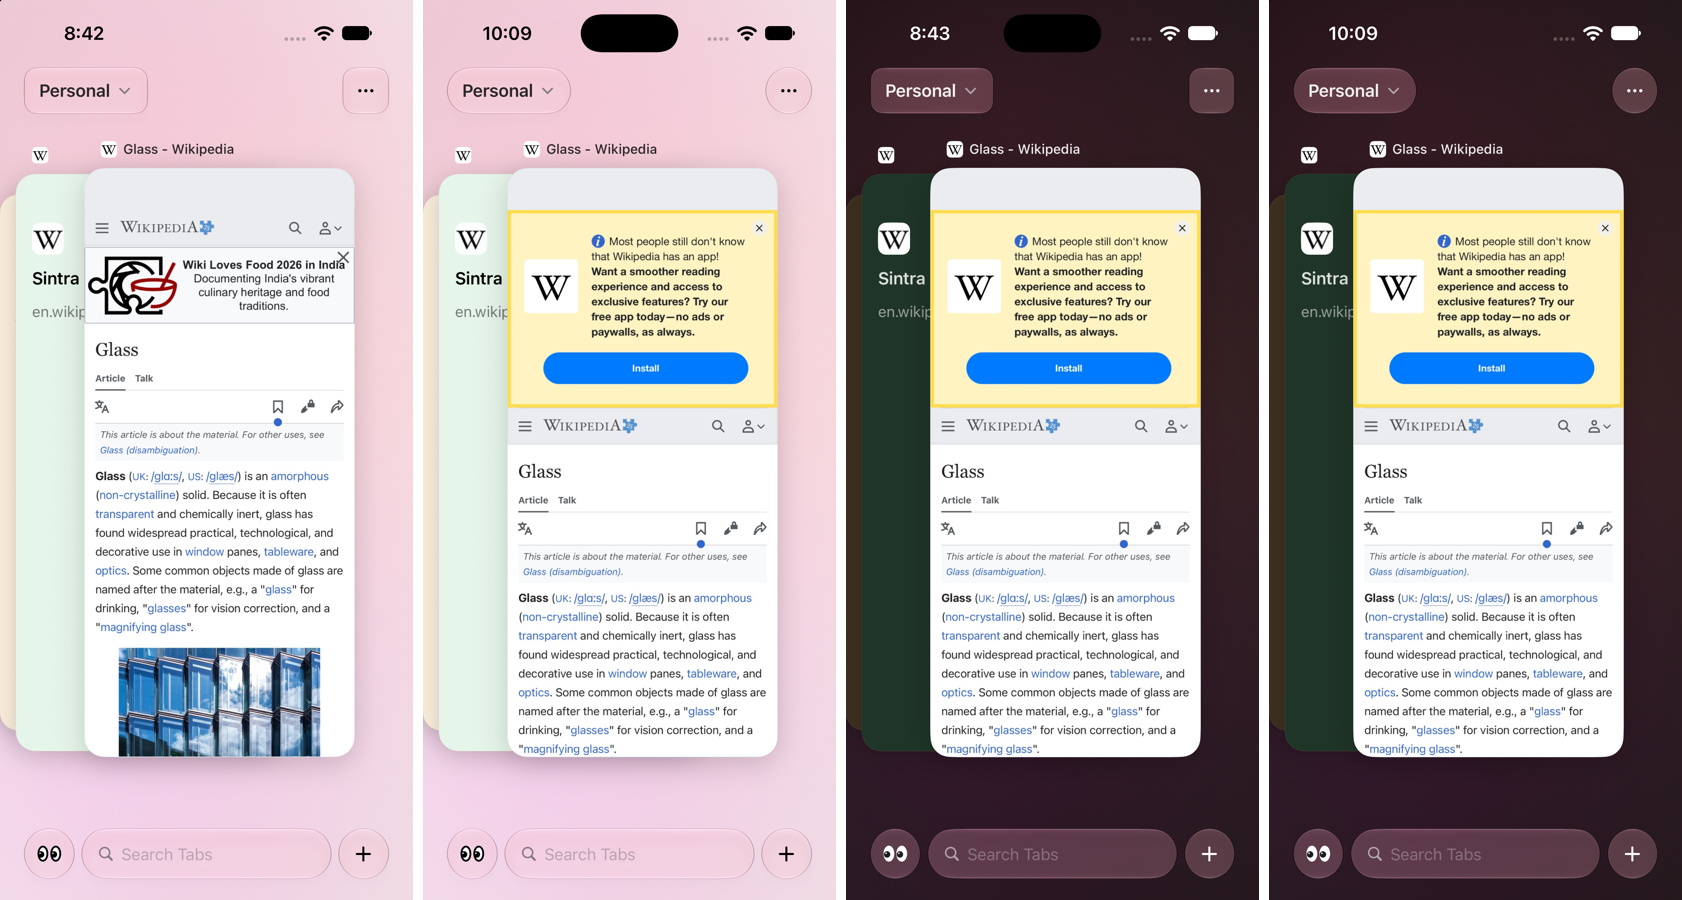 8:42
Personal
Glass - Wikipedia
Sintra
en.wikip
WIKIPEDIA
Wiki Loves Food 2026 in India
Documenting India's vibrant
culinary heritage and food
traditions.
Glass
Article Talk
This article is about the material. For other uses, see
Glass (disambiguation).
Glass (UK: /ɡlɑːs/, US: /ɡlæs/) is an amorphous
(non-crystalline) solid. Because it is often
transparent and chemically inert, glass has
found widespread practical, technological, and
decorative use in window panes, tableware, and
optics. Some common objects made of glass are
named after the material, e.g., a "glass" for
drinking, "glasses" for vision correction, and a
"magnifying glass".
Search Tabs
10:09
Personal
Glass - Wikipedia
Sintra
en.wikip
Most people still don't know
that Wikipedia has an app!
Want a smoother reading
experience and access to
exclusive features? Try our
free app today—no ads or
paywalls, as always.
Install
WIKIPEDIA
Glass
Article Talk
This article is about the material. For other uses, see
Glass (disambiguation).
Glass (UK: /ɡlɑːs/, US: /ɡlæs/) is an amorphous
(non-crystalline) solid. Because it is often
transparent and chemically inert, glass has
found widespread practical, technological, and
decorative use in window panes, tableware, and
optics. Some common objects made of glass are
named after the material, e.g., a "glass" for
drinking, "glasses" for vision correction, and a
"magnifying glass".
Search Tabs
8:43
Personal
Glass - Wikipedia
Sintra
en.wikip
Most people still don't know
that Wikipedia has an app!
Want a smoother reading
experience and access to
exclusive features? Try our
free app today—no ads or
paywalls, as always.
Install
WIKIPEDIA
Glass
Article Talk
This article is about the material. For other uses, see
Glass (disambiguation).
Glass (UK: /ɡlɑːs/, US: /ɡlæs/) is an amorphous
(non-crystalline) solid. Because it is often
transparent and chemically inert, glass has
found widespread practical, technological, and
decorative use in window panes, tableware, and
optics. Some common objects made of glass are
named after the material, e.g., a "glass" for
drinking, "glasses" for vision correction, and a
"magnifying glass".
Search Tabs
10:09
Personal
Glass - Wikipedia
Sintra
en.wikip
Most people still don't know
that Wikipedia has an app!
Want a smoother reading
experience and access to
exclusive features? Try our
free app today—no ads or
paywalls, as always.
Install
WIKIPEDIA
Glass
Article Talk
This article is about the material. For other uses, see
Glass (disambiguation).
Glass (UK: /ɡlɑːs/, US: /ɡlæs/) is an amorphous
(non-crystalline) solid. Because it is often
transparent and chemically inert, glass has
found widespread practical, technological, and
decorative use in window panes, tableware, and
optics. Some common objects made of glass are
named after the material, e.g., a "glass" for
drinking, "glasses" for vision correction, and a
"magnifying glass".
Search Tabs